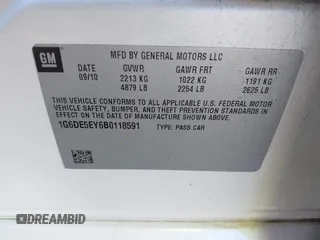 GM
MFD BY GENERAL MOTORS LLC
DATE GVWR GAWR FRT GAWR RR
09/10 2213 KG 1022 KG 1191 KG
4879 LB 2254 LB 2625 LB
THIS VEHICLE CONFORMS TO ALL APPLICABLE U.S. FEDERAL MOTOR
VEHICLE SAFETY, BUMPER, AND THEFT PREVENTION STANDARDS IN
EFFECT ON THE DATE OF MANUFACTURE SHOWN ABOVE.
1G6DE5EY6B0118591 TYPE: PASS CAR
DREAMBID